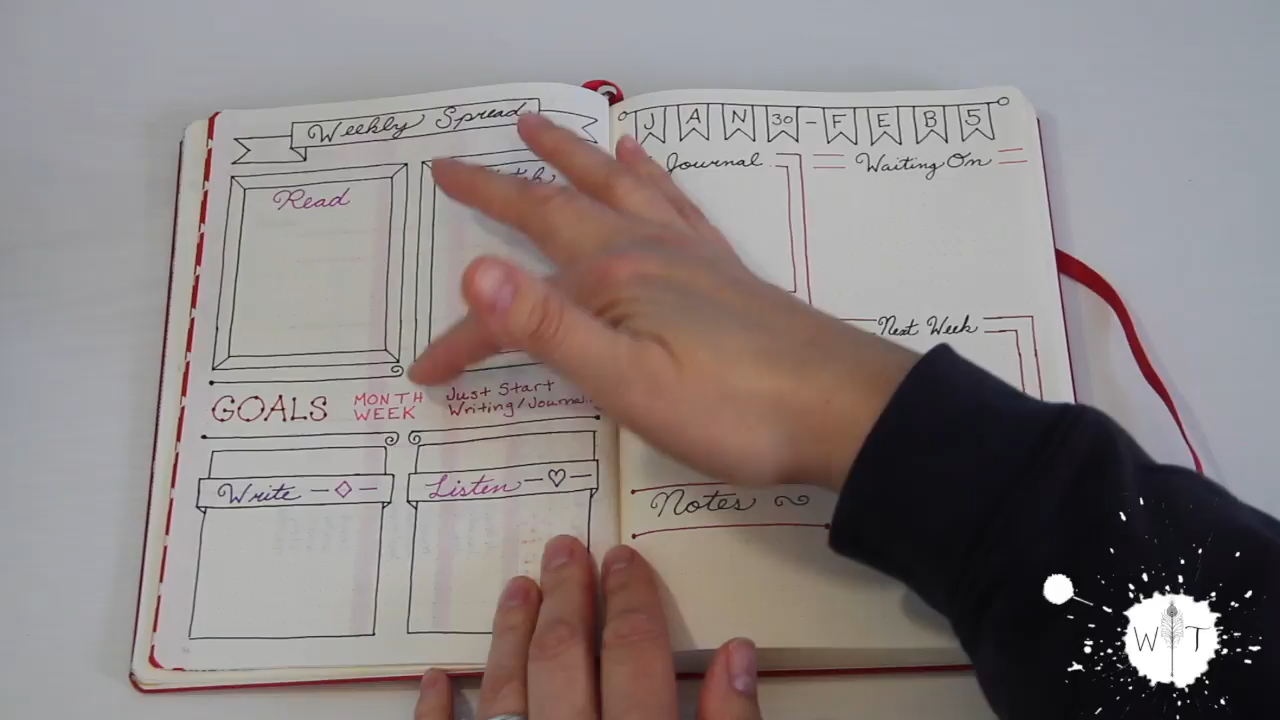 Weekly Spread
Read
GOALS
MONTH
WEEK
Just Start
Writing/
Write
Listen
JAN 30 - FEB 5
Journal
Waiting On
Next Week
Notes
W T